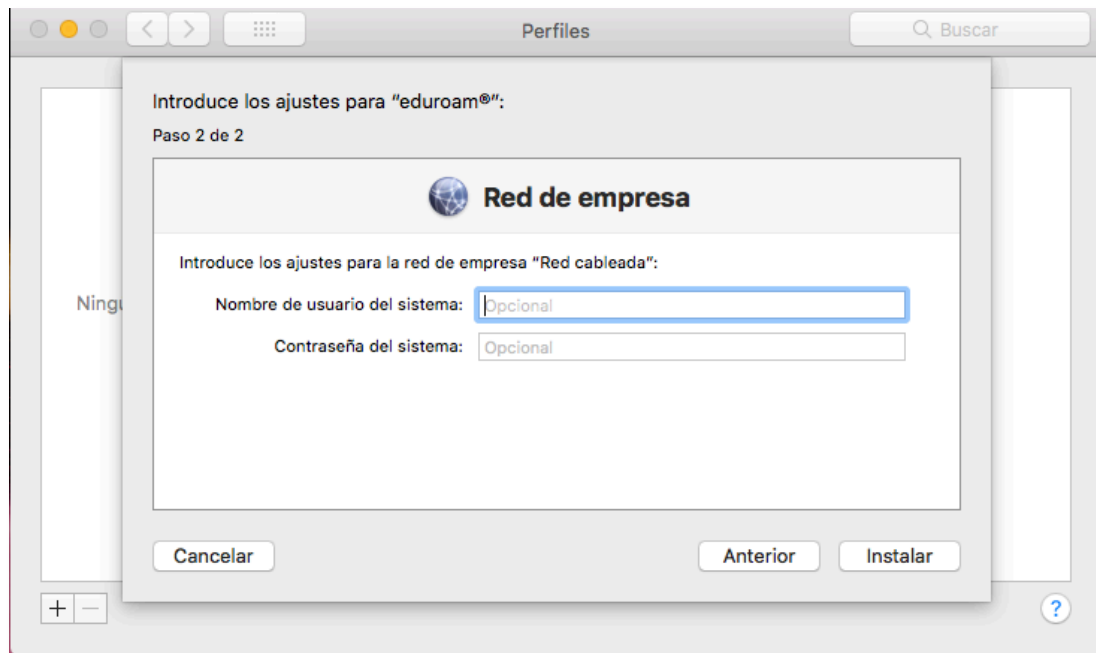 Perfiles
Buscar
Introduce los ajustes para “eduroam®”:
Paso 2 de 2
Red de empresa
Introduce los ajustes para la red de empresa “Red cableada”:
Ningu
Nombre de usuario del sistema: Opcional
Contraseña del sistema: Opcional
Cancelar
Anterior
Instalar
+ −
?